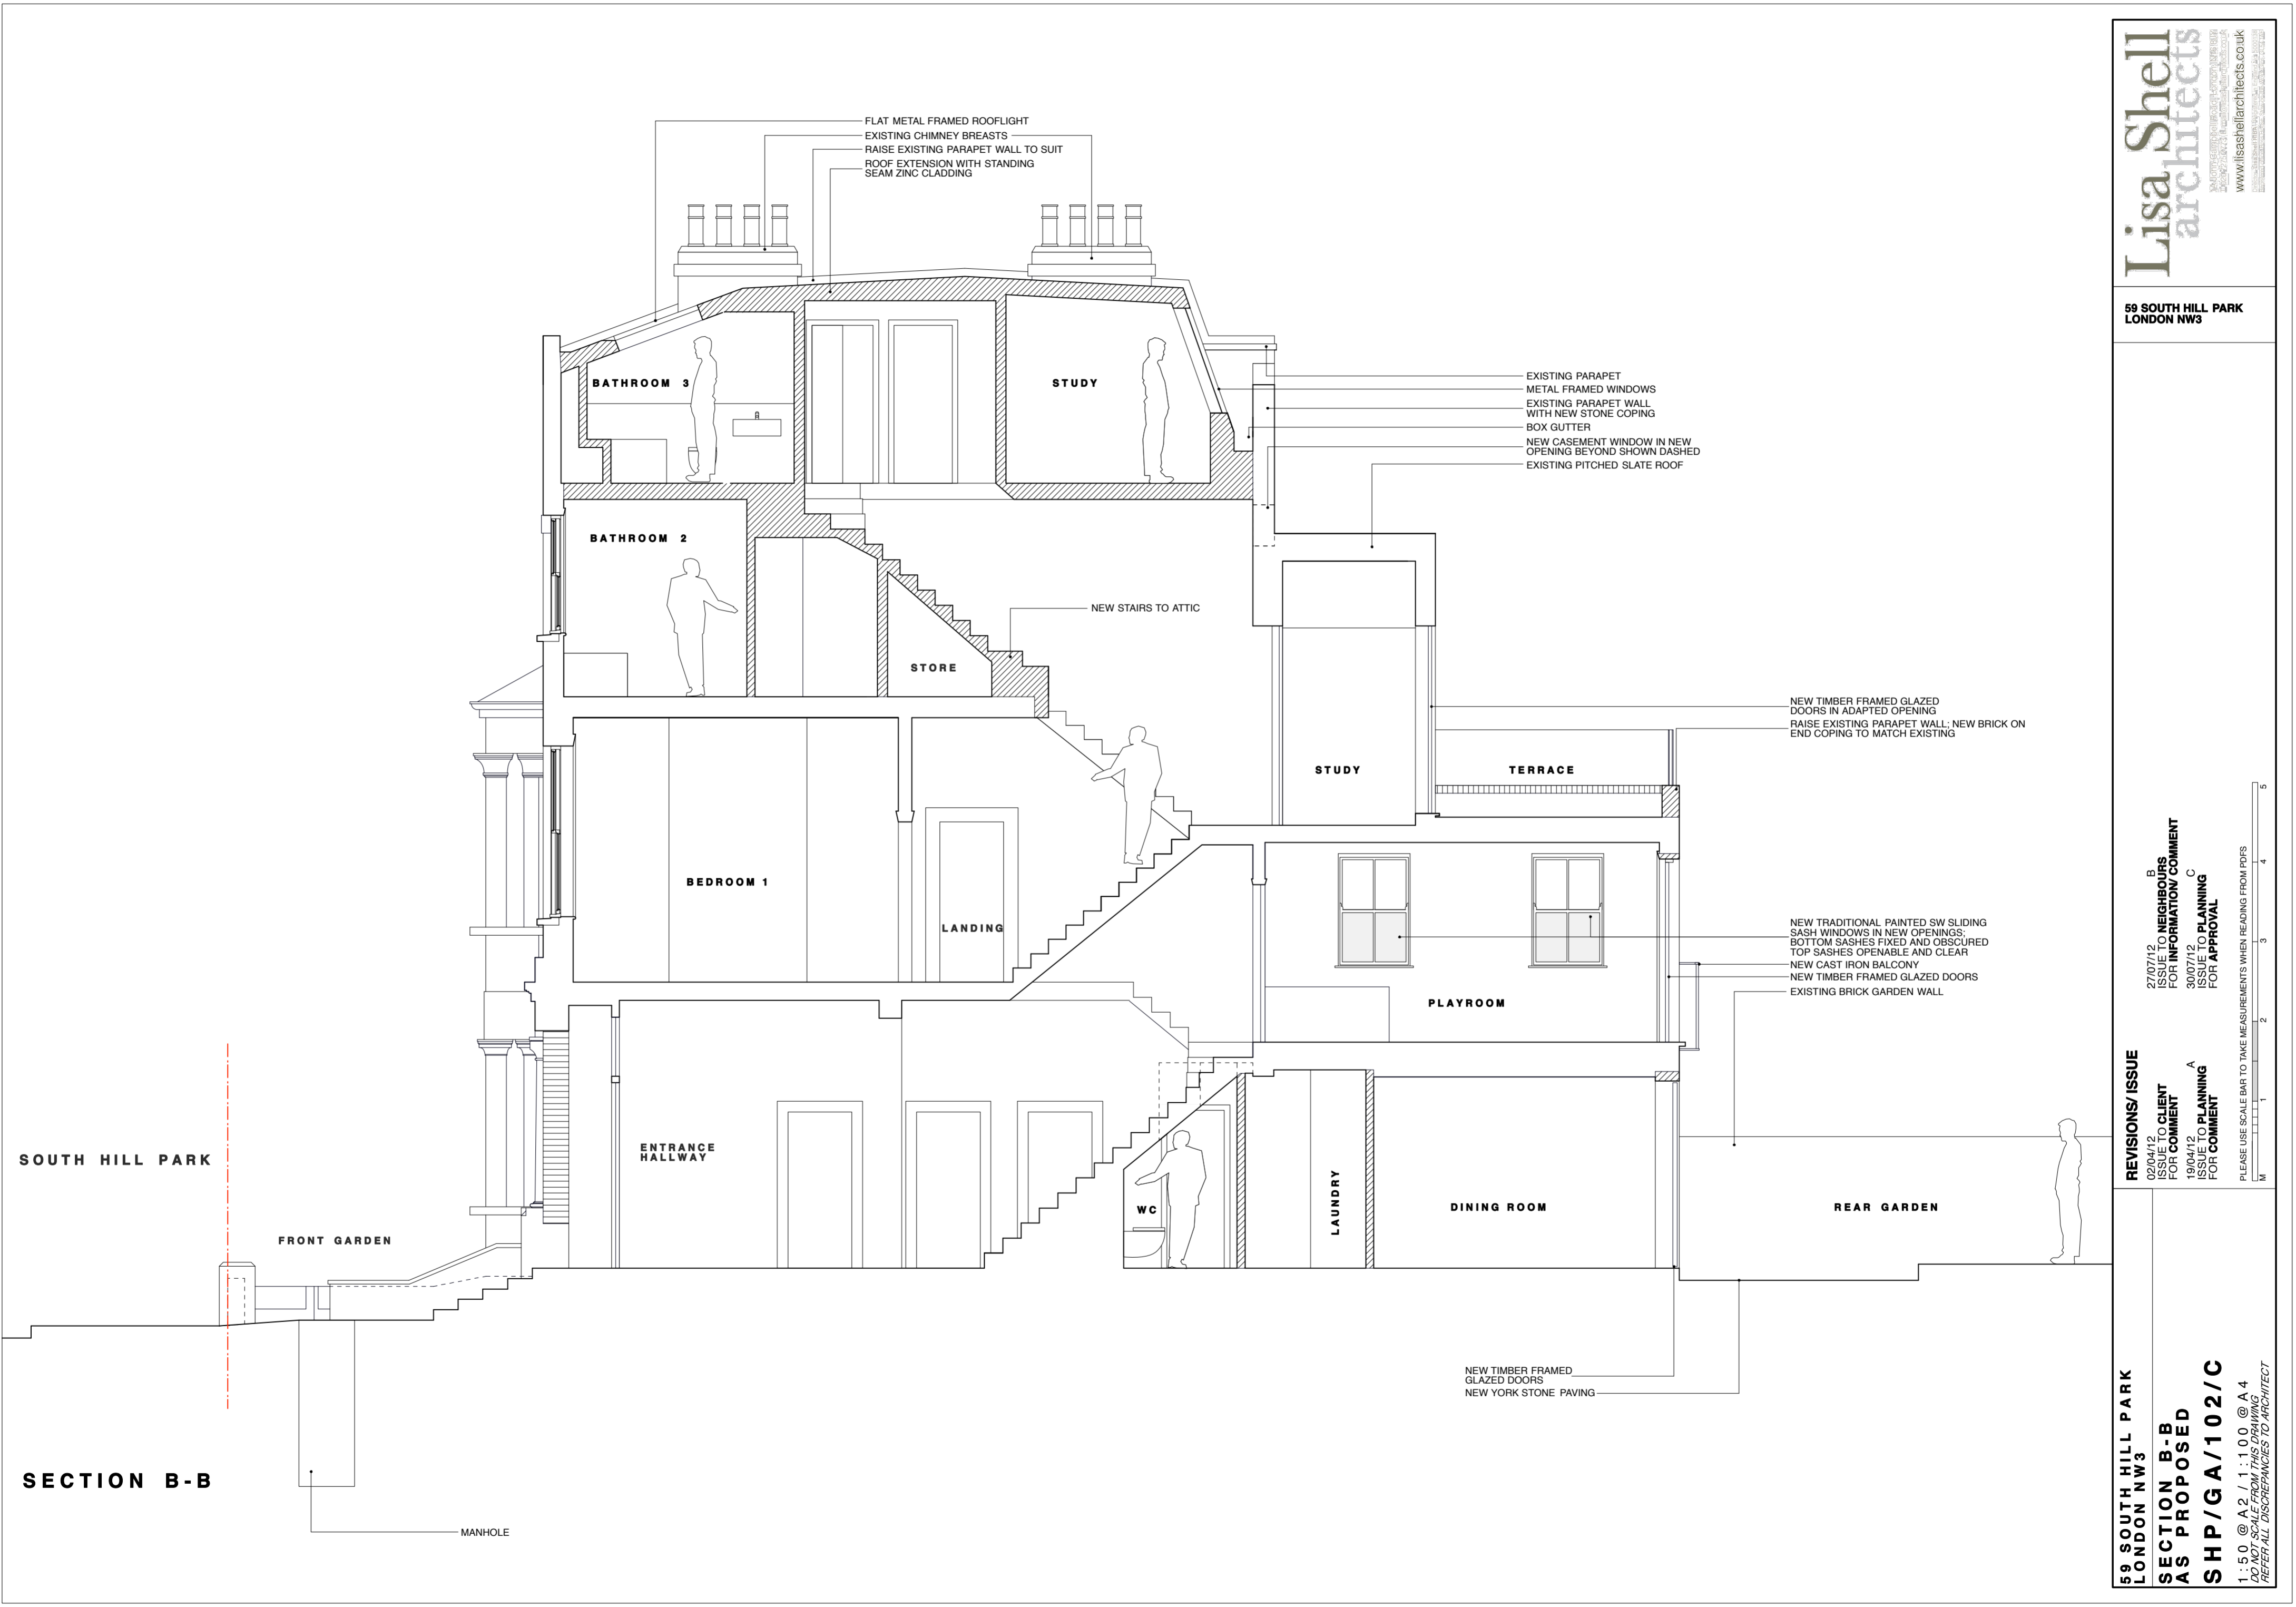 FLAT METAL FRAMED ROOFLIGHT
EXISTING CHIMNEY BREASTS
RAISE EXISTING PARAPET WALL TO SUIT
ROOF EXTENSION WITH STANDING
SEAM ZINC CLADDING
BATHROOM 3
STUDY
EXISTING PARAPET
METAL FRAMED WINDOWS
EXISTING PARAPET WALL
WITH NEW STONE COPING
BOX GUTTER
NEW CASEMENT WINDOW IN NEW
OPENING BEYOND SHOWN DASHED
EXISTING PITCHED SLATE ROOF
BATHROOM 2
NEW STAIRS TO ATTIC
STORE
NEW TIMBER FRAMED GLAZED
DOORS IN ADAPTED OPENING
RAISE EXISTING PARAPET WALL; NEW BRICK ON
END COPING TO MATCH EXISTING
STUDY
TERRACE
BEDROOM 1
LANDING
NEW TRADITIONAL PAINTED SW SLIDING
SASH WINDOWS IN NEW OPENINGS;
BOTTOM SASHES FIXED AND OBSCURED
TOP SASHES OPENABLE AND CLEAR
NEW CAST IRON BALCONY
NEW TIMBER FRAMED GLAZED DOORS
EXISTING BRICK GARDEN WALL
PLAYROOM
ENTRANCE
HALLWAY
SOUTH HILL PARK
FRONT GARDEN
WC
LAUNDRY
DINING ROOM
REAR GARDEN
NEW TIMBER FRAMED
GLAZED DOORS
NEW YORK STONE PAVING
SECTION B-B
MANHOLE
Lisa Shell
architects
www.lisashellarchitects.co.uk
59 SOUTH HILL PARK
LONDON NW3
REVISIONS/ ISSUE
02/04/12
ISSUE TO CLIENT
FOR COMMENT
19/04/12 A
ISSUE TO PLANNING
FOR COMMENT
27/07/12 B
ISSUE TO NEIGHBOURS
FOR INFORMATION/ COMMENT
30/07/12 C
ISSUE TO PLANNING
FOR APPROVAL
PLEASE USE SCALE BAR TO TAKE MEASUREMENTS WHEN READING FROM PDFS
M 1 2 3 4 5
59 SOUTH HILL PARK
LONDON NW3
SECTION B-B
AS PROPOSED
SHP/GA/102/C
1:50 @ A2 / 1:100 @ A4
DO NOT SCALE FROM THIS DRAWING
REFER ALL DISCREPANCIES TO ARCHITECT